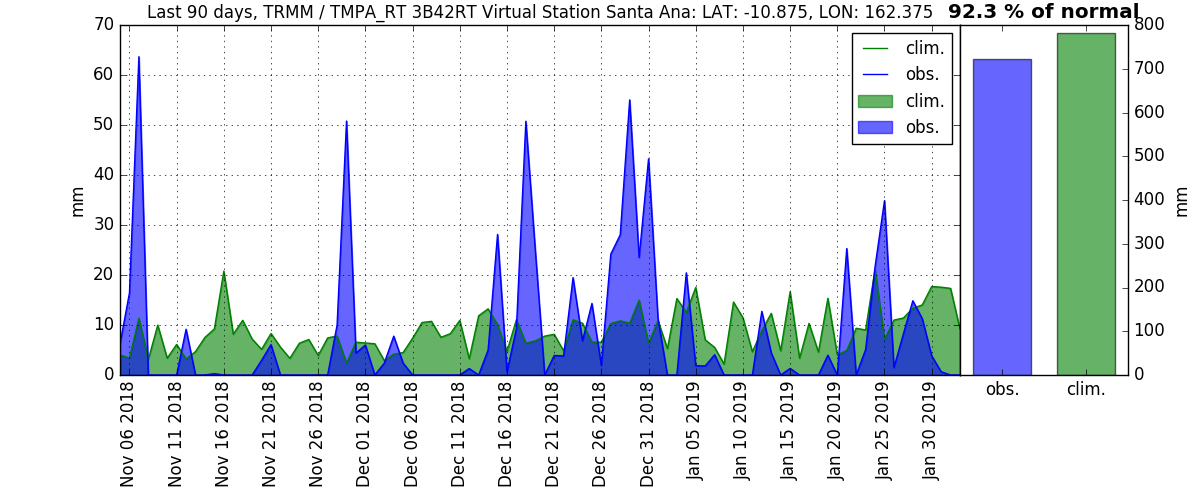 Last 90 days, TRMM / TMPA_RT 3B42RT Virtual Station Santa Ana: LAT: -10.875, LON: 162.375 92.3 % of normal
70
60
50
40
30
20
10
0
mm
clim.
obs.
clim.
obs.
Nov 06 2018
Nov 11 2018
Nov 16 2018
Nov 21 2018
Nov 26 2018
Dec 01 2018
Dec 06 2018
Dec 11 2018
Dec 16 2018
Dec 21 2018
Dec 26 2018
Dec 31 2018
Jan 05 2019
Jan 10 2019
Jan 15 2019
Jan 20 2019
Jan 25 2019
Jan 30 2019
800
700
600
500
400
300
200
100
0
mm
obs. clim.